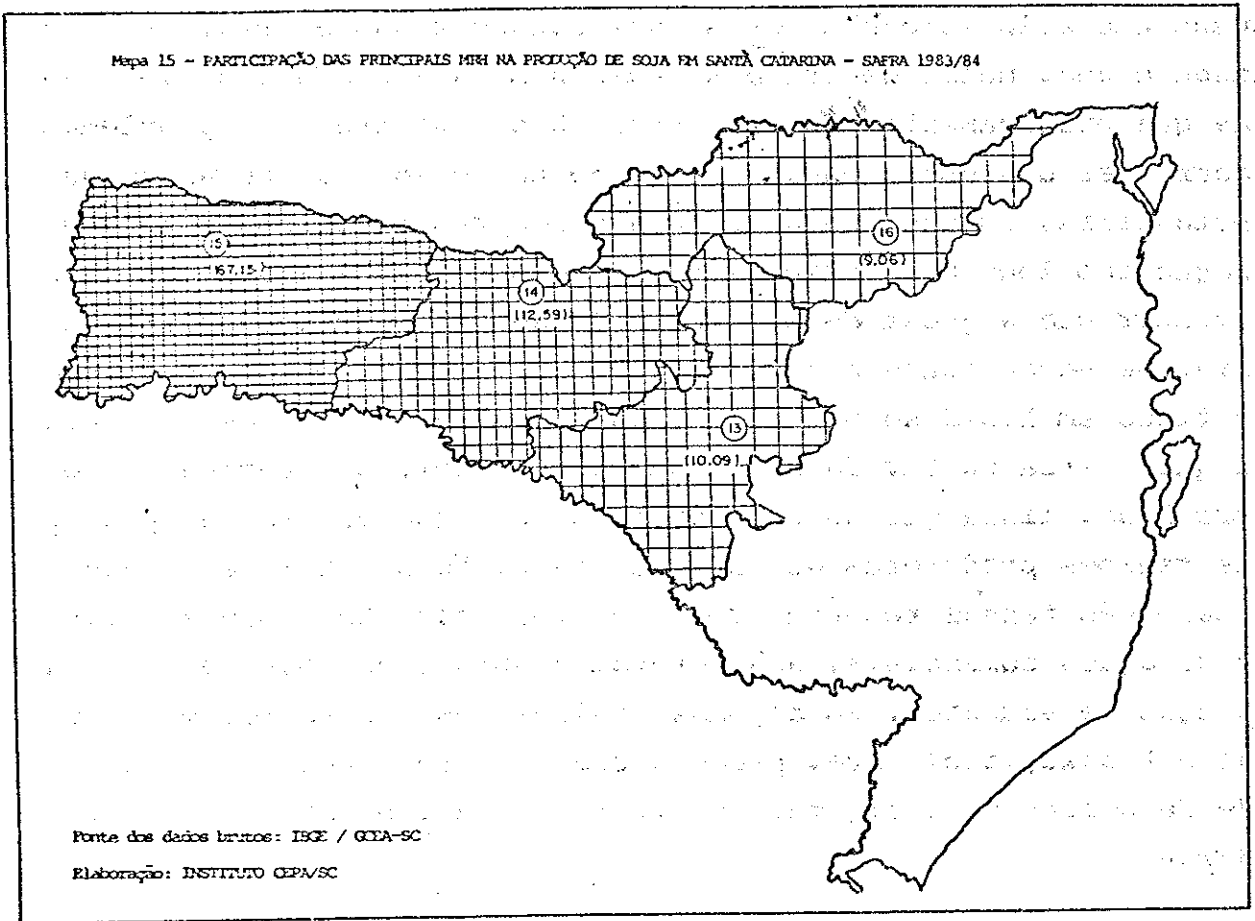 Mapa 15 - PARTICIPAÇÃO DAS PRINCIPAIS MRH NA PRODUÇÃO DE SOJA EM SANTA CATARINA - SAFRA 1983/84
16
(9.06)
15
(67.15)
14
(12.59)
13
(10.09)
Fonte dos dados brutos: IBGE / GCEA-SC
Elaboração: INSTITUTO CEPA/SC